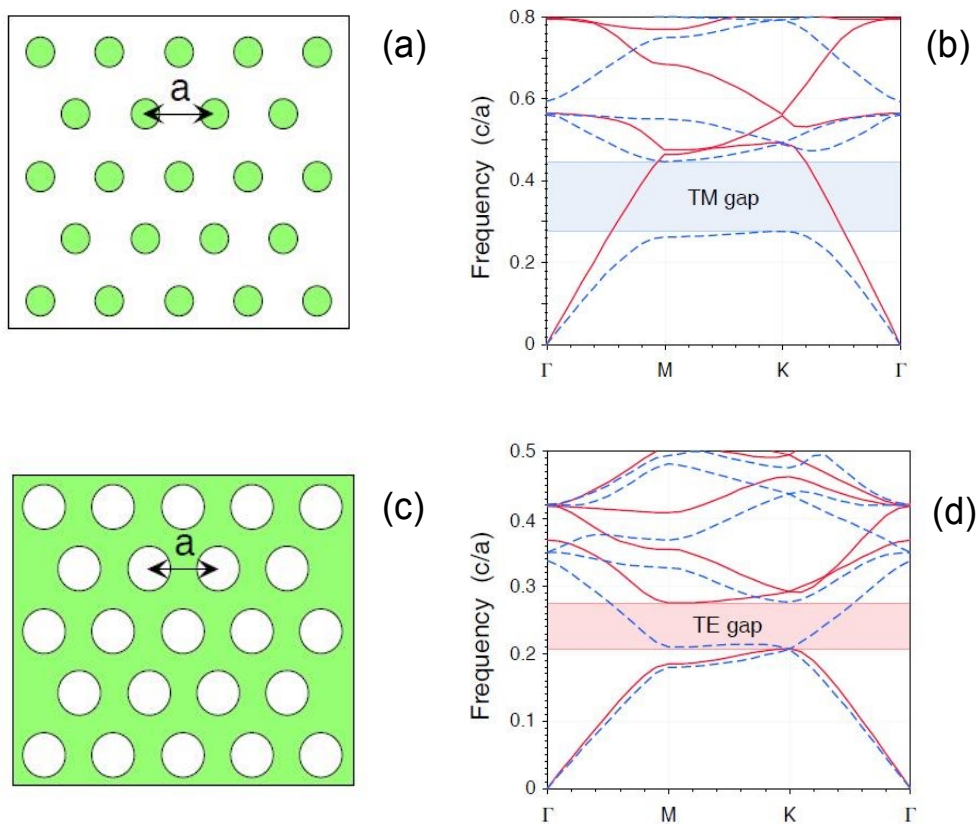 (a)
a
(b)
0.8
0.6
0.4
0.2
0
Frequency (c/a)
TM gap
Γ M K Γ
(c)
a
(d)
0.5
0.4
0.3
0.2
0.1
0
Frequency (c/a)
TE gap
Γ M K Γ